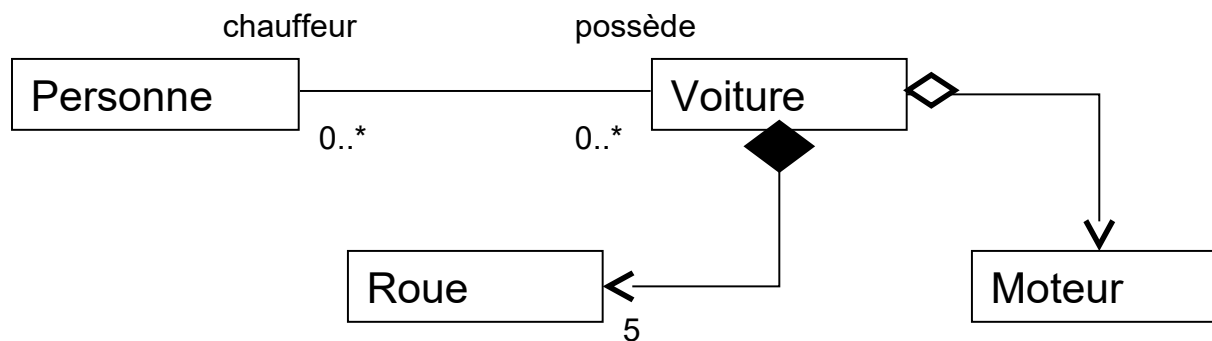 chauffeur possède
Personne Voiture
0..* 0..*
Roue Moteur
5